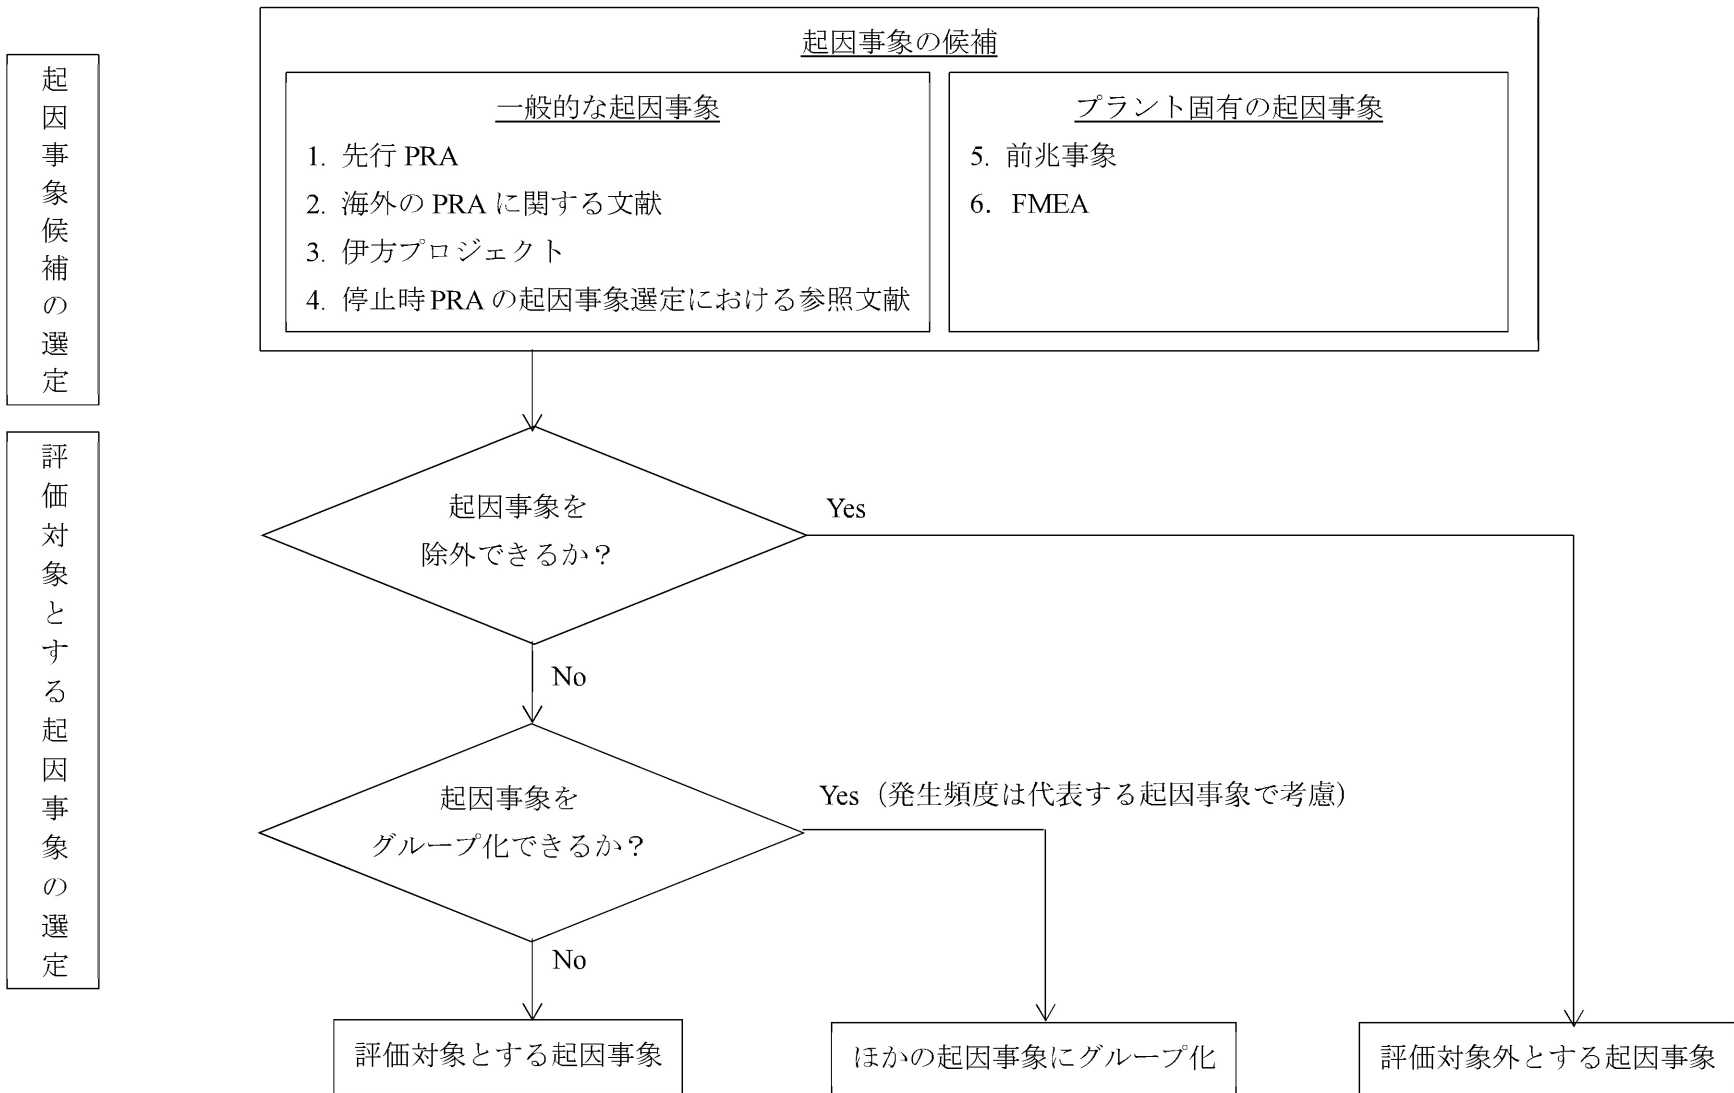 起因事象候補の選定
起因事象の候補
一般的な起因事象
1. 先行 PRA
2. 海外の PRA に関する文献
3. 伊方プロジェクト
4. 停止時 PRA の起因事象選定における参照文献
プラント固有の起因事象
5. 前兆事象
6. FMEA
評価対象とする起因事象の選定
起因事象を
除外できるか？
Yes
No
起因事象を
グループ化できるか？
Yes（発生頻度は代表する起因事象で考慮）
No
評価対象とする起因事象
ほかの起因事象にグループ化
評価対象外とする起因事象